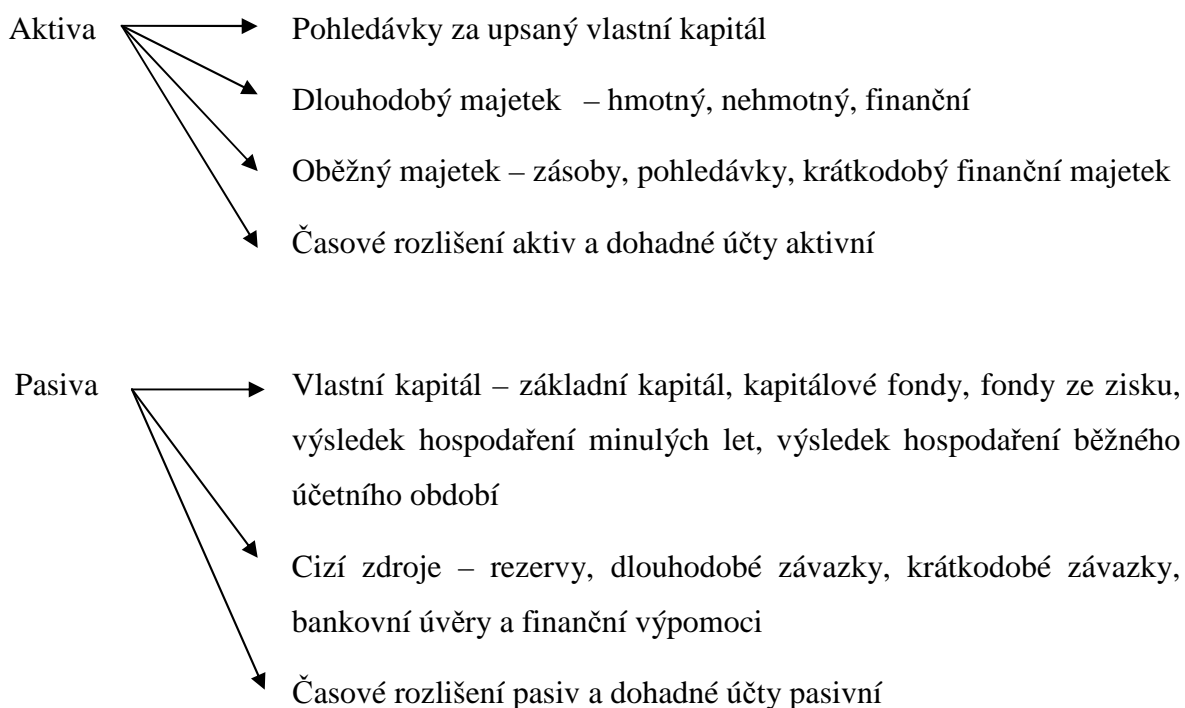 Aktiva Pohledávky za upsaný vlastní kapitál
Dlouhodobý majetek – hmotný, nehmotný, finanční
Oběžný majetek – zásoby, pohledávky, krátkodobý finanční majetek
Časové rozlišení aktiv a dohadné účty aktivní
Pasiva Vlastní kapitál – základní kapitál, kapitálové fondy, fondy ze zisku,
výsledek hospodaření minulých let, výsledek hospodaření běžného
účetního období
Cizí zdroje – rezervy, dlouhodobé závazky, krátkodobé závazky,
bankovní úvěry a finanční výpomoci
Časové rozlišení pasiv a dohadné účty pasivní